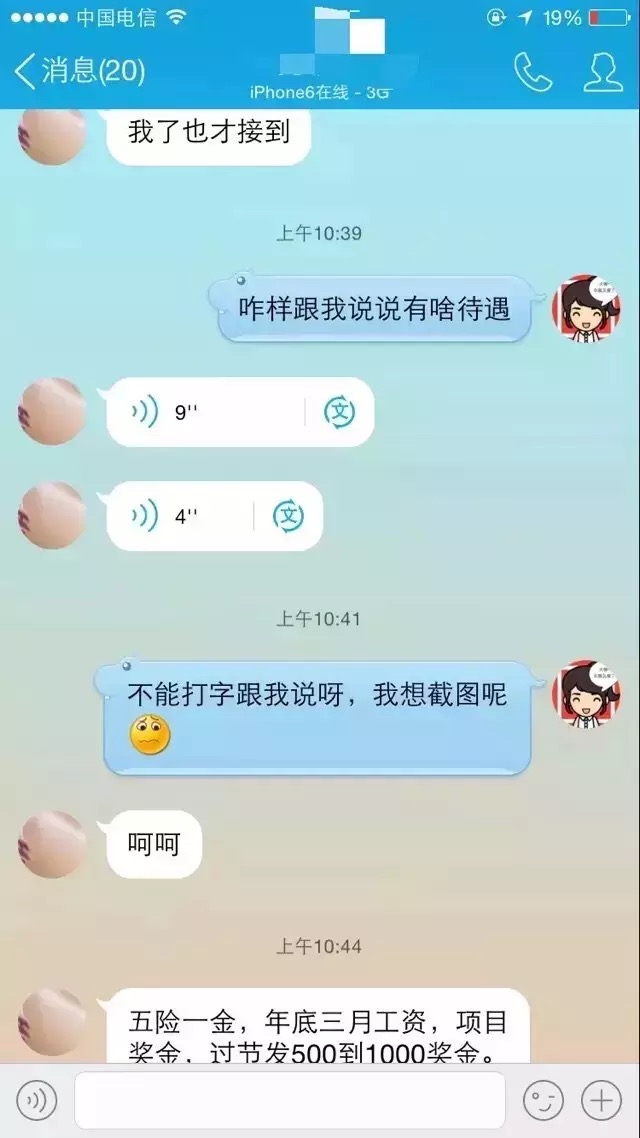 中国电信
19%
消息(20)
iPhone6在线 - 3G
我了也才接到
上午10:39
咋样跟我说说有啥待遇
9''
文
4''
文
上午10:41
不能打字跟我说呀，我想截图呢
呵呵
上午10:44
五险一金，年底三月工资，项目
奖金，过节发500到1000奖金。